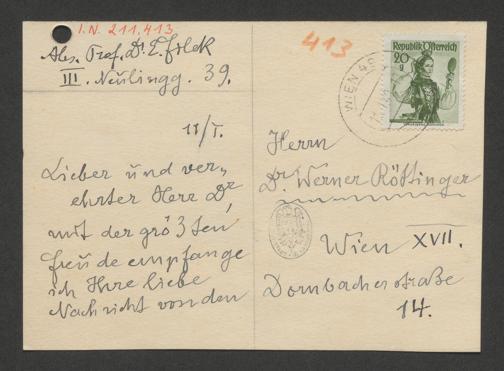 I.N. 211.413
Abs. Prof. Dr. E.
III. Neulingg. 39.
413
Republik Österreich
20
g
WIEN
11/I.
Lieber und ver-
ehrter Herr Dr,
mit der größten
freude empfange
ich Ihre liebe
Nachricht von den
Herrn
Dr. Werner Röttinger
Wien XVII.
Dornbacherstraße
14.